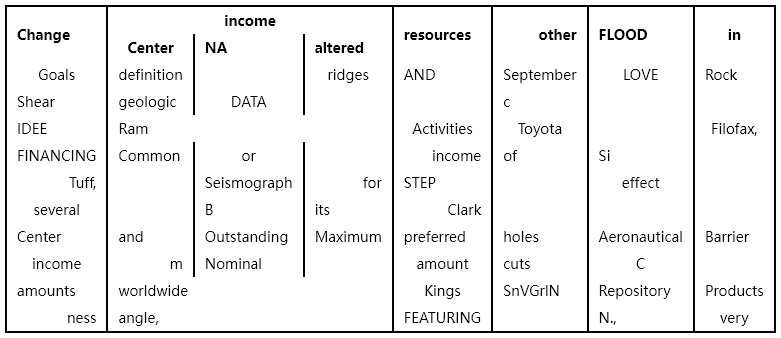 Change income resources other FLOOD in
Center NA altered
Goals definition ridges AND September LOVE Rock
Shear geologic DATA c
IDEE Ram Activities Toyota Filofax,
FINANCING Common or income of Si
Tuff, Seismograph for STEP effect
several B its Clark
Center and Outstanding Maximum preferred holes Aeronautical Barrier
income m Nominal amount cuts C
amounts worldwide Kings SnVGrlN Repository Products
ness angle, FEATURING N., very